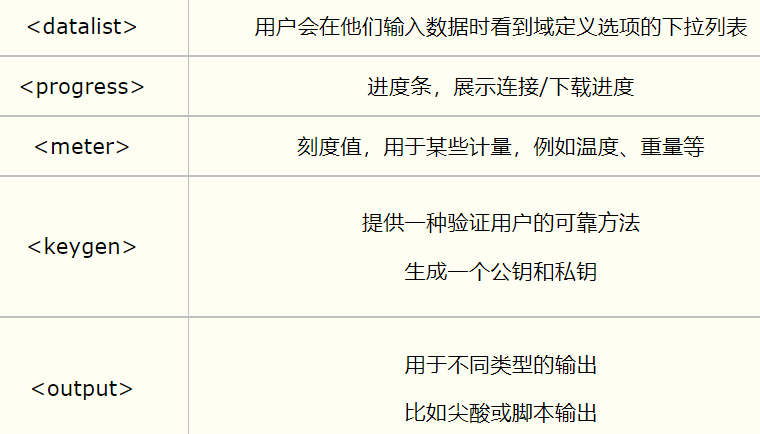 <datalist> 用户会在他们输入数据时看到域定义选项的下拉列表
<progress> 进度条，展示连接/下载进度
<meter> 刻度值，用于某些计量，例如温度、重量等
<keygen> 提供一种验证用户的可靠方法
生成一个公钥和私钥
<output> 用于不同类型的输出
比如尖酸或脚本输出